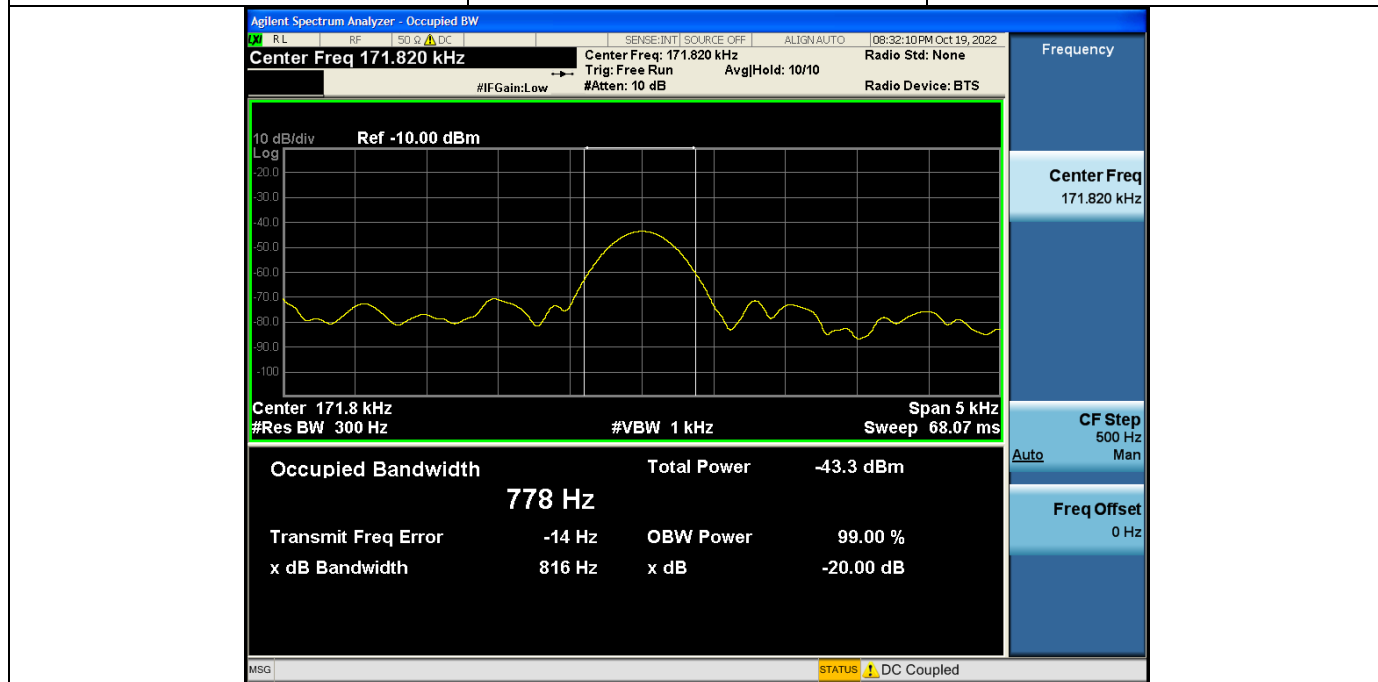 Agilent Spectrum Analyzer - Occupied BW
LXI RL RF 50 Ω DC SENSE:INT SOURCE OFF ALIGN AUTO 08:32:10 PM Oct 19, 2022
Center Freq 171.820 kHz
Center Freq: 171.820 kHz
Radio Std: None
Trig: Free Run Avg|Hold: 10/10
#IFGain:Low
#Atten: 10 dB
Radio Device: BTS
Frequency
10 dB/div Ref -10.00 dBm
Log
-20.0
-30.0
-40.0
-50.0
-60.0
-70.0
-80.0
-90.0
-100
Center 171.8 kHz Span 5 kHz
#Res BW 300 Hz #VBW 1 kHz Sweep 68.07 ms
Occupied Bandwidth Total Power -43.3 dBm
778 Hz
Transmit Freq Error -14 Hz OBW Power 99.00 %
x dB Bandwidth 816 Hz x dB -20.00 dB
Center Freq
171.820 kHz
CF Step
500 Hz
Auto Man
Freq Offset
0 Hz
MSG STATUS DC Coupled